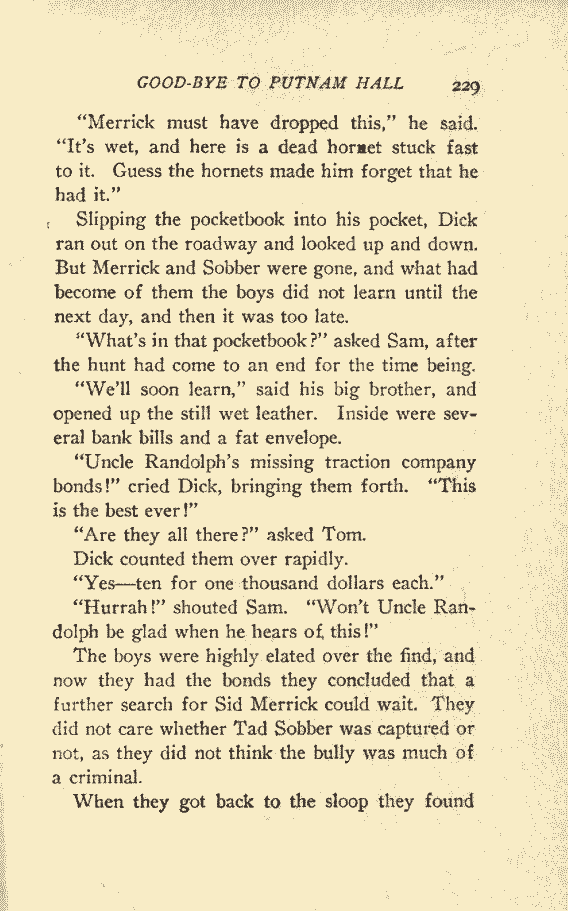 GOOD-BYE TO PUTNAM HALL 229
"Merrick must have dropped this," he said.
"It's wet, and here is a dead hornet stuck fast
to it. Guess the hornets made him forget that he
had it."
Slipping the pocketbook into his pocket, Dick
ran out on the roadway and looked up and down.
But Merrick and Sobber were gone, and what had
become of them the boys did not learn until the
next day, and then it was too late.
"What's in that pocketbook?" asked Sam, after
the hunt had come to an end for the time being.
"We'll soon learn," said his big brother, and
opened up the still wet leather. Inside were sev-
eral bank bills and a fat envelope.
"Uncle Randolph's missing traction company
bonds!" cried Dick, bringing them forth. "This
is the best ever!"
"Are they all there?" asked Tom.
Dick counted them over rapidly.
"Yes—ten for one thousand dollars each."
"Hurrah!" shouted Sam. "Won't Uncle Ran-
dolph be glad when he hears of this!"
The boys were highly elated over the find, and
now they had the bonds they concluded that a
further search for Sid Merrick could wait. They
did not care whether Tad Sobber was captured or
not, as they did not think the bully was much of
a criminal.
When they got back to the sloop they found